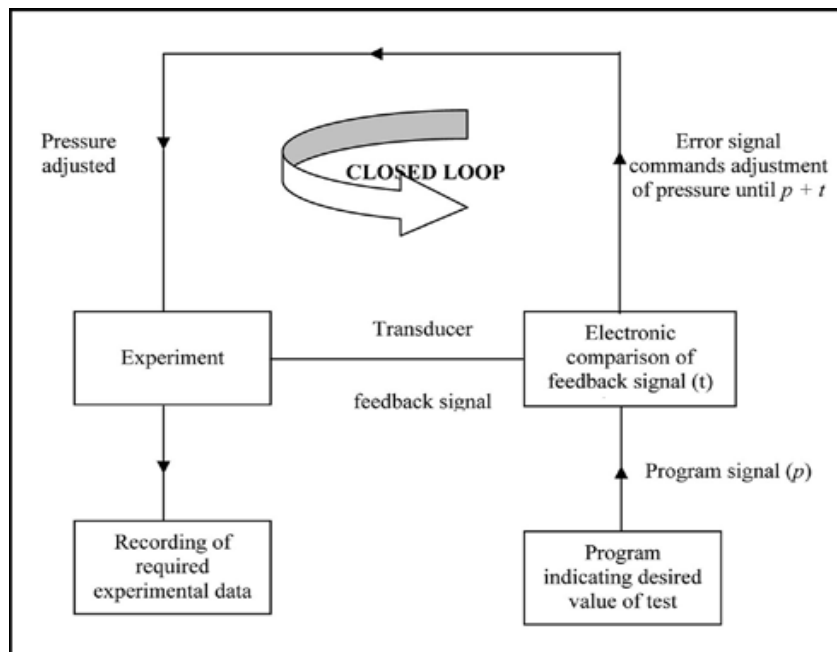 Pressure
adjusted
CLOSED LOOP
Error signal
commands adjustment
of pressure until p + t
Experiment
Transducer
feedback signal
Electronic
comparison of
feedback signal (t)
Program signal (p)
Recording of
required
experimental data
Program
indicating desired
value of test